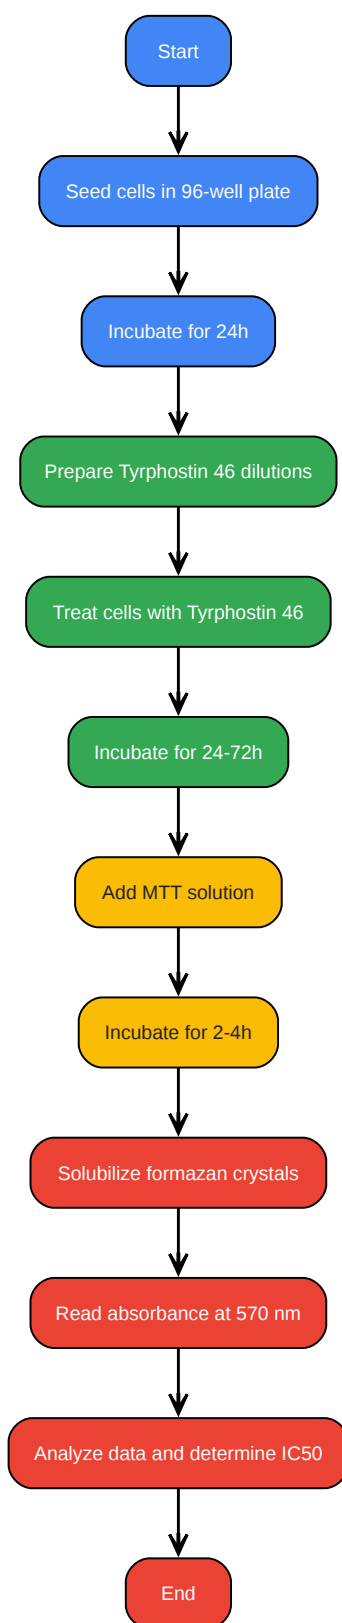 Start
Seed cells in 96-well plate
Incubate for 24h
Prepare Tyrphostin 46 dilutions
Treat cells with Tyrphostin 46
Incubate for 24-72h
Add MTT solution
Incubate for 2-4h
Solubilize formazan crystals
Read absorbance at 570 nm
Analyze data and determine IC50
End